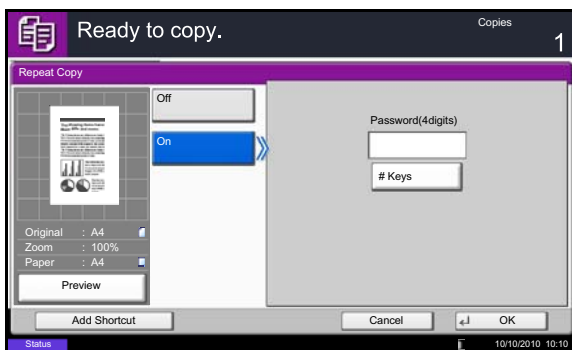 Ready to copy.
Copies
1
Repeat Copy
Off
On
Password(4digits)
# Keys
Original : A4
Zoom : 100%
Paper : A4
Preview
Add Shortcut
Cancel
OK
Status
10/10/2010 10:10